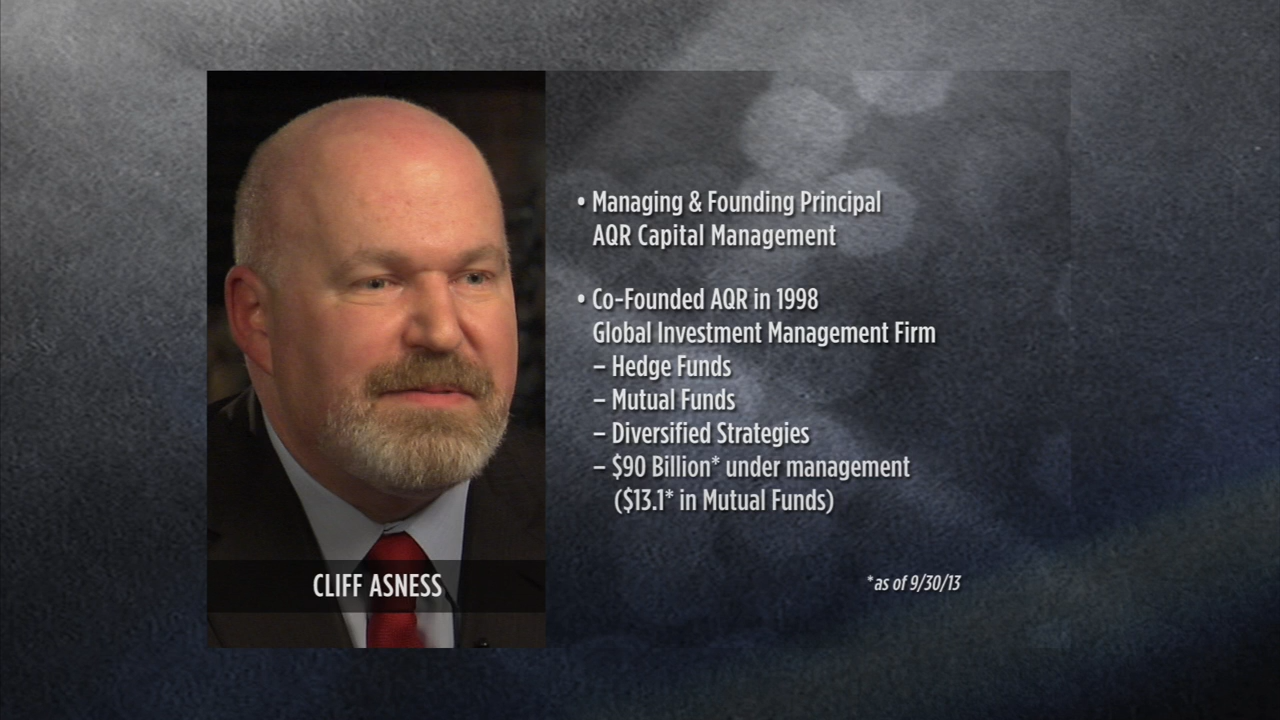 • Managing & Founding Principal
AQR Capital Management
• Co-Founded AQR in 1998
Global Investment Management Firm
– Hedge Funds
– Mutual Funds
– Diversified Strategies
– $90 Billion* under management
($13.1* in Mutual Funds)
CLIFF ASNESS
*as of 9/30/13